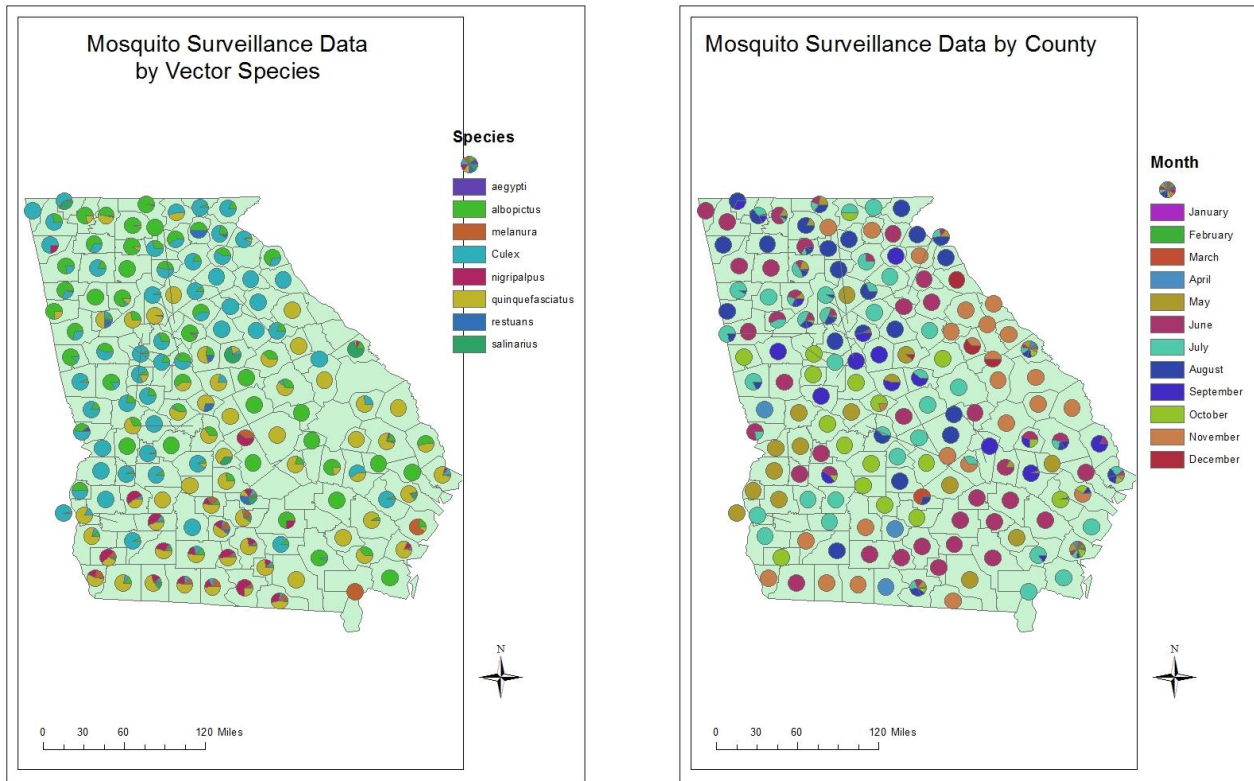 Mosquito Surveillance Data
by Vector Species
Species
aegypti
albopictus
melanura
Culex
nigripalpus
quinquefasciatus
restuans
salinarius
N
0 30 60 120 Miles
Mosquito Surveillance Data by County
Month
January
February
March
April
May
June
July
August
September
October
November
December
N
0 30 60 120 Miles